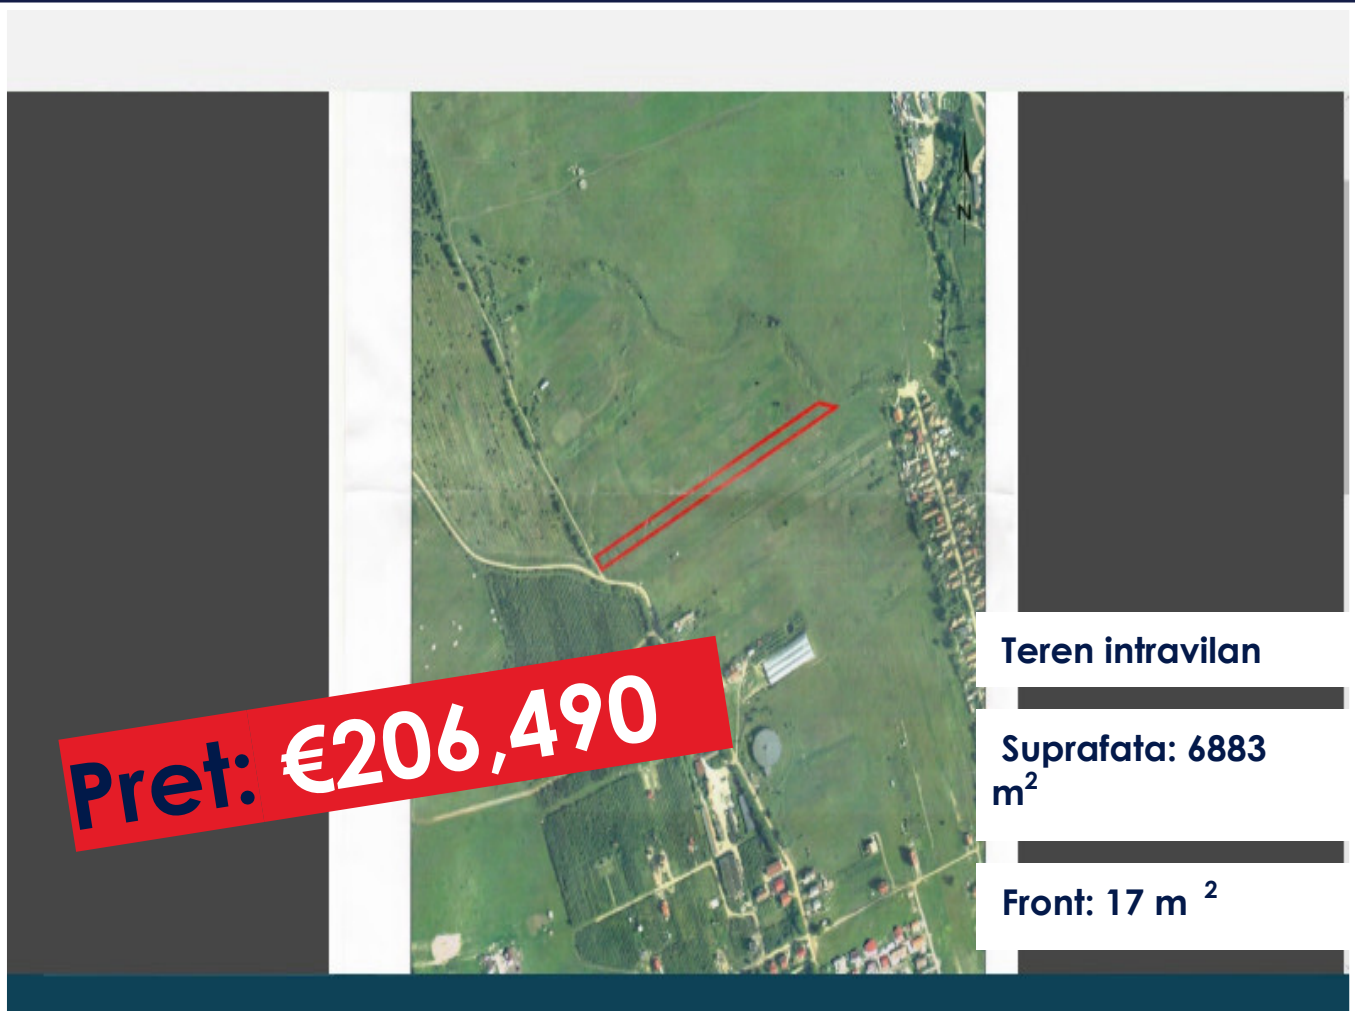 N
Teren intravilan
Pret: €206,490
Suprafata: 6883
m²
Front: 17 m ²